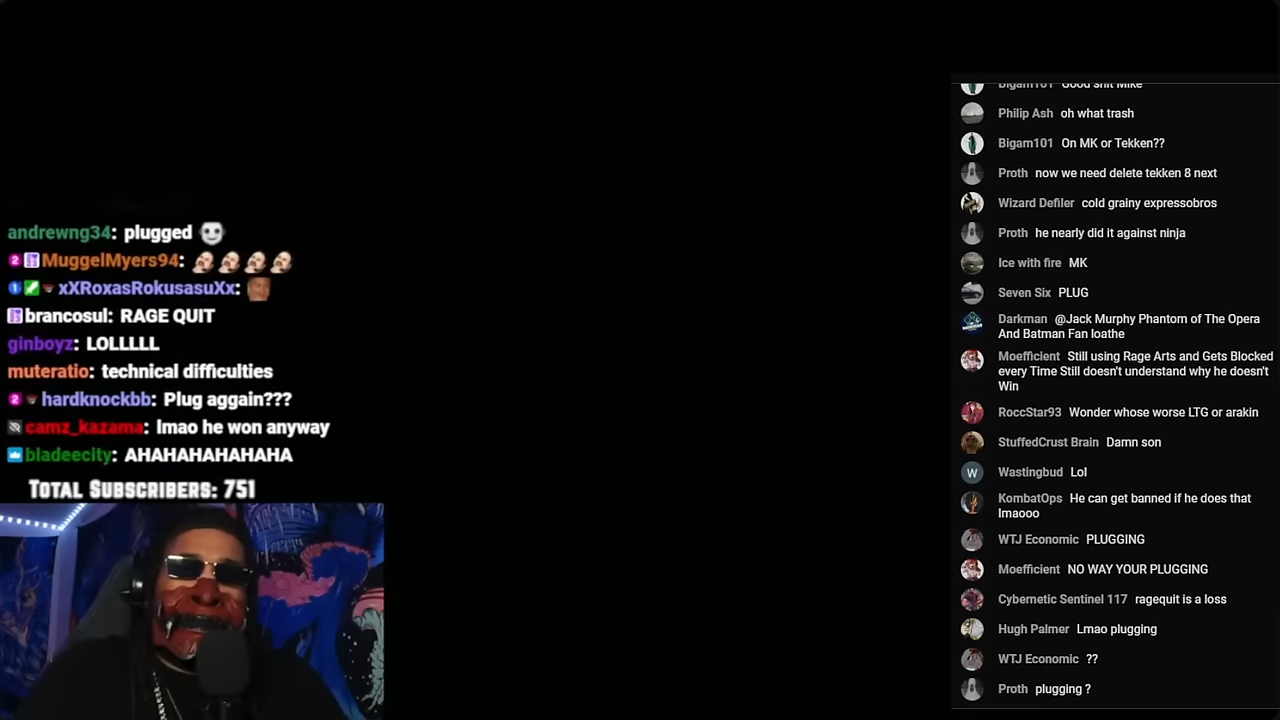 andrewng34: plugged
MuggelMyers94:
xXRoxasRokusasuXx:
brancosul: RAGE QUIT
ginboyz: LOLLLLL
muteratio: technical difficulties
hardknockbb: Plug aggain???
camz_kazama: lmao he won anyway
bladeecity: AHAHAHAHAHAHA
TOTAL SUBSCRIBERS: 751
Bigam101 Good shit Mike
Philip Ash oh what trash
Bigam101 On MK or Tekken??
Proth now we need delete tekken 8 next
Wizard Defiler cold grainy expressobros
Proth he nearly did it against ninja
Ice with fire MK
Seven Six PLUG
Darkman @Jack Murphy Phantom of The Opera
And Batman Fan loathe
Moefficient Still using Rage Arts and Gets Blocked
every Time Still doesn't understand why he doesn't
Win
RoccStar93 Wonder whose worse LTG or arakin
StuffedCrust Brain Damn son
W Wastingbud Lol
KombatOps He can get banned if he does that
lmaooo
WTJ Economic PLUGGING
Moefficient NO WAY YOUR PLUGGING
Cybernetic Sentinel 117 ragequit is a loss
Hugh Palmer Lmao plugging
WTJ Economic ??
Proth plugging ?